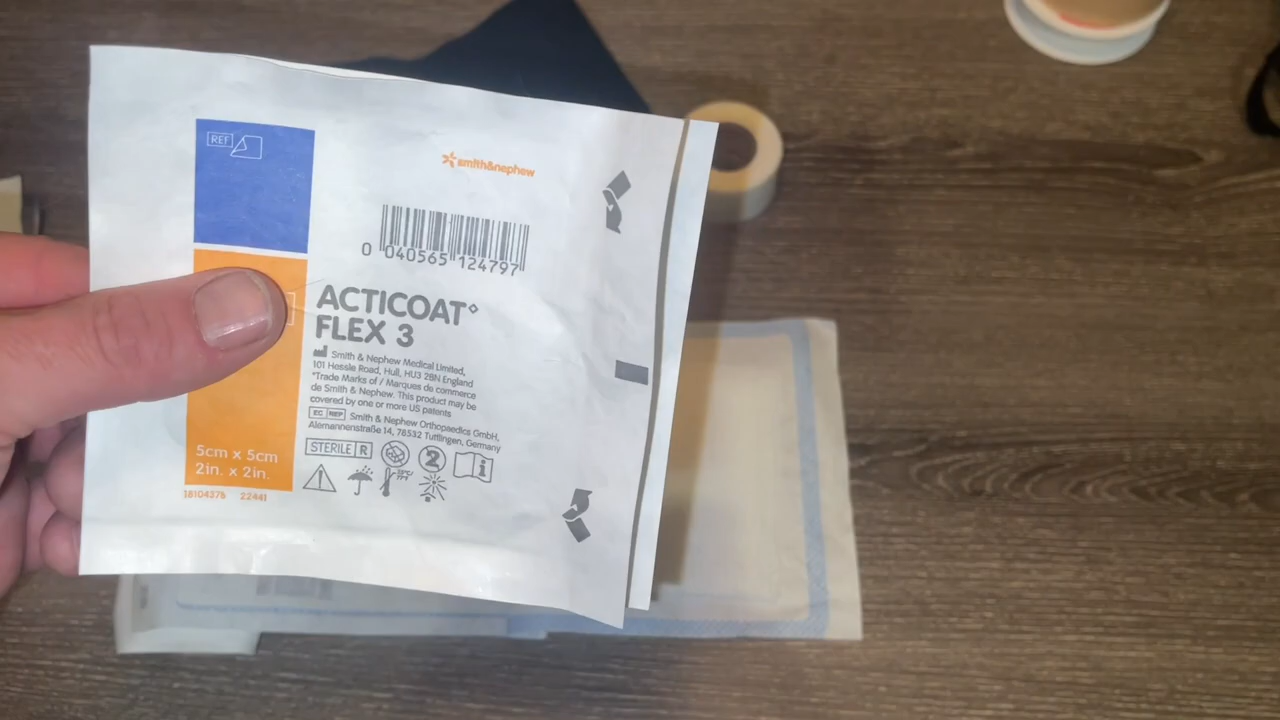 REF
smith&nephew
0 040565 124797
ACTICOAT◊
FLEX 3
Smith & Nephew Medical Limited,
101 Hessle Road, Hull, HU3 2BN England
*Trade Marks of / Marques de commerce
de Smith & Nephew. This product may be
covered by one or more US patents
EC REP Smith & Nephew Orthopaedics GmbH,
Alemannenstraße 14, 78532 Tuttlingen, Germany
STERILE R
2
5cm x 5cm
2in. x 2in.
18104376 22441